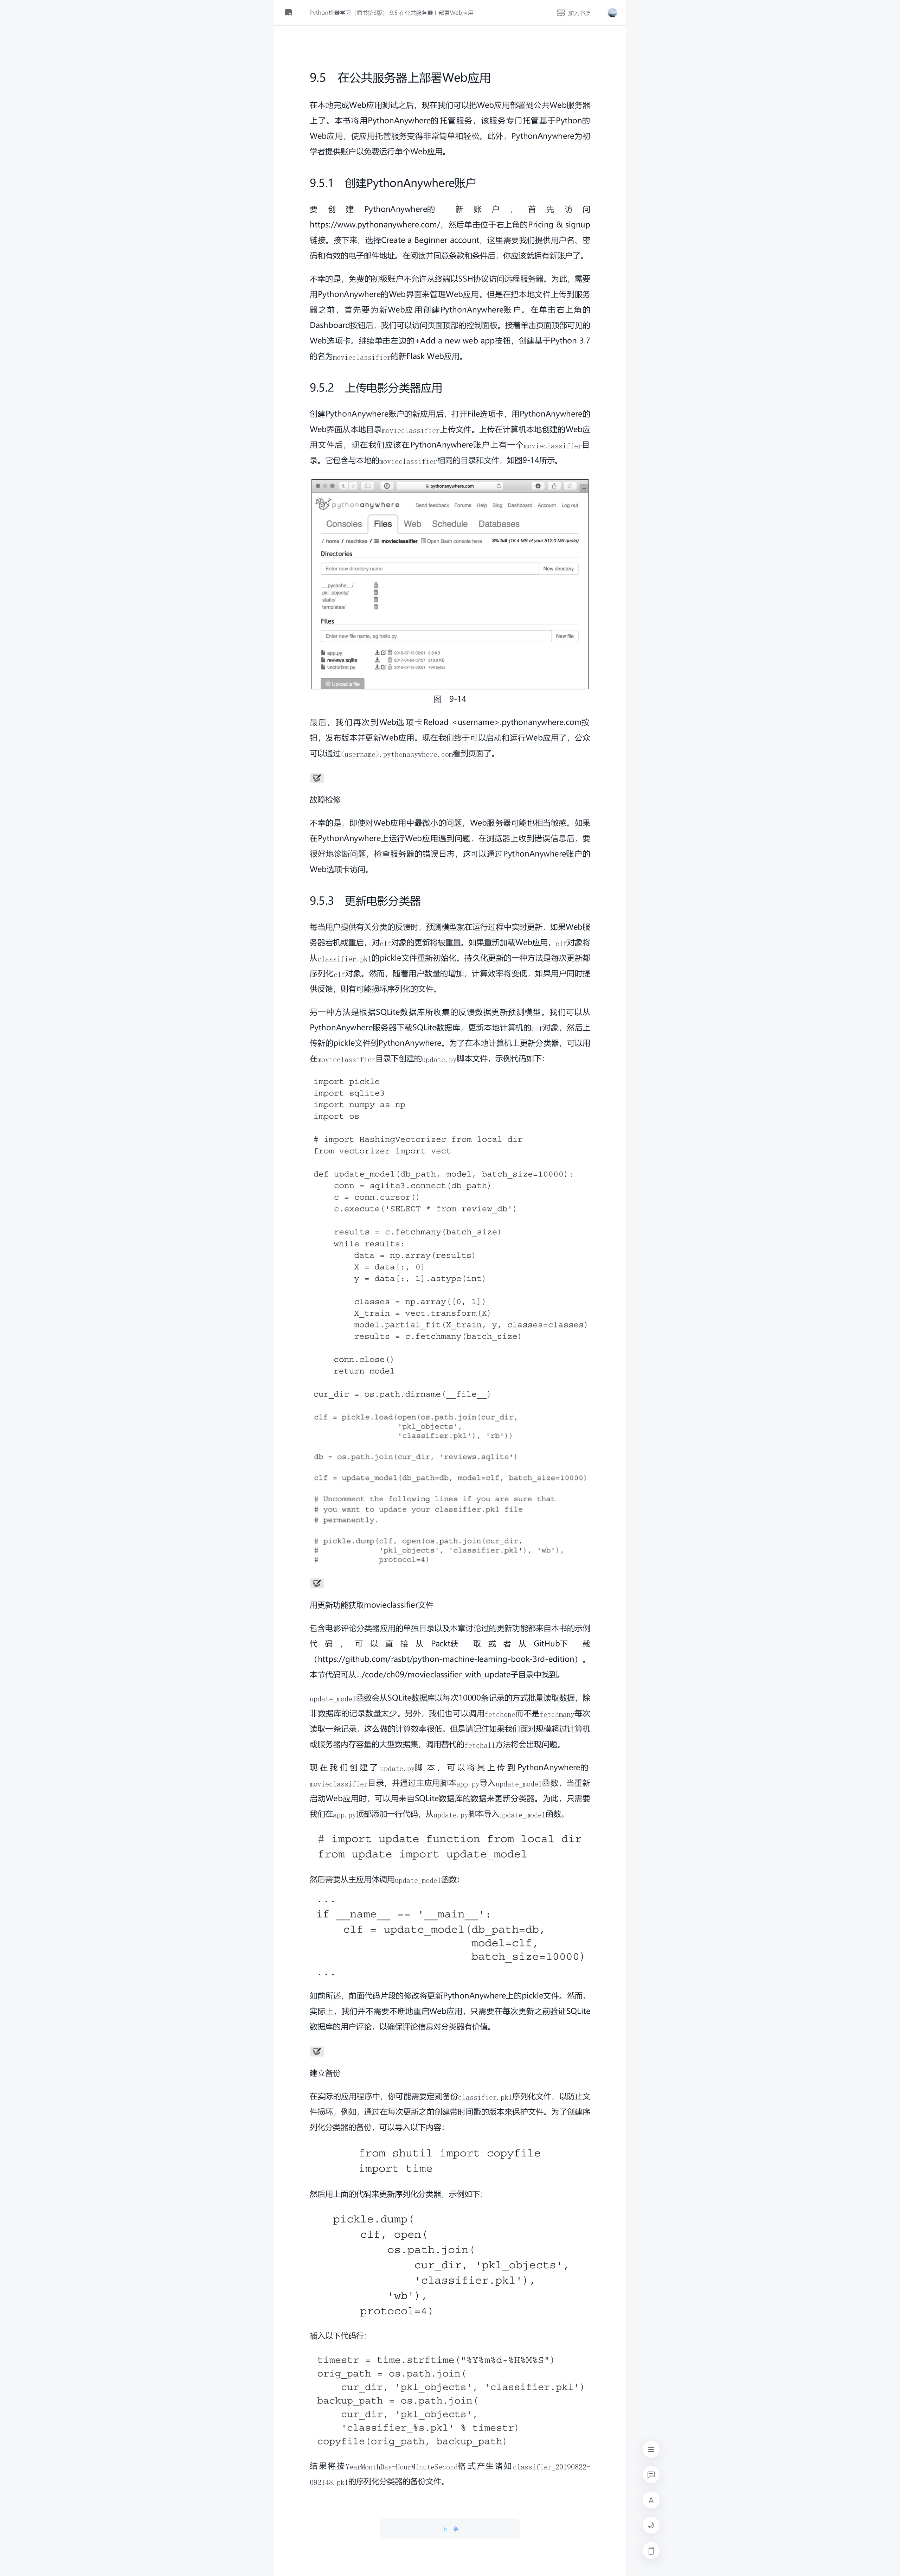 Python机器学习（原书第3版） 9.5 在公共服务器上部署Web应用
加入书架
9.5 在公共服务器上部署Web应用
在本地完成Web应用测试之后，现在我们可以把Web应用部署到公共Web服务器
上了。本书将用PythonAnywhere的托管服务，该服务专门托管基于Python的
Web应用，使应用托管服务变得非常简单和轻松。此外，PythonAnywhere为初
学者提供账户以免费运行单个Web应用。
9.5.1 创建PythonAnywhere账户
要创建PythonAnywhere的 新账户，首先访问
https://www.pythonanywhere.com/，然后单击位于右上角的Pricing & signup
链接。接下来，选择Create a Beginner account，这里需要我们提供用户名、密
码和有效的电子邮件地址。在阅读并同意条款和条件后，你应该就拥有新账户了。
不幸的是，免费的初级账户不允许从终端以SSH协议访问远程服务器。为此，需要
用PythonAnywhere的Web界面来管理Web应用。但是在把本地文件上传到服务
器之前，首先要为新Web应用创建PythonAnywhere账户。在单击右上角的
Dashboard按钮后，我们可以访问页面顶部的控制面板。接着单击页面顶部可见的
Web选项卡。继续单击左边的+Add a new web app按钮，创建基于Python 3.7
的名为movieclassifier的新Flask Web应用。
9.5.2 上传电影分类器应用
创建PythonAnywhere账户的新应用后，打开File选项卡，用PythonAnywhere的
Web界面从本地目录movieclassifier上传文件。上传在计算机本地创建的Web应
用文件后，现在我们应该在PythonAnywhere账户上有一个movieclassifier目
录。它包含与本地的movieclassifier相同的目录和文件，如图9-14所示。
pythonanywhere.com
pythonanywhere
Send feedback Forums Help Blog Dashboard Account Log out
Consoles Files Web Schedule Databases
/ home / raschkas / movieclassifier Open Bash console here 3% full (16.4 MB of your 512.0 MB quota)
Directories
Enter new directory name New directory
__pycache__/
pkl_objects/
static/
templates/
Files
Enter new file name, eg hello.py New file
app.py
reviews.sqlite
vectorizer.py
Upload a file
图 9-14
最后，我们再次到Web选项卡Reload <username>.pythonanywhere.com按
钮，发布版本并更新Web应用。现在我们终于可以启动和运行Web应用了，公众
可以通过<username>.pythonanywhere.com看到页面了。
故障检修
不幸的是，即使对Web应用中最微小的问题，Web服务器可能也相当敏感。如果
在PythonAnywhere上运行Web应用遇到问题，在浏览器上收到错误信息后，要
很好地诊断问题，检查服务器的错误日志，这可以通过PythonAnywhere账户的
Web选项卡访问。
9.5.3 更新电影分类器
每当用户提供有关分类的反馈时，预测模型就在运行过程中实时更新，如果Web服
务器宕机或重启，对clf对象的更新将被重置。如果重新加载Web应用，clf对象将
从classifier.pkl的pickle文件重新初始化。持久化更新的一种方法是每次更新都
序列化clf对象。然而，随着用户数量的增加，计算效率将变低，如果用户同时提
供反馈，则有可能损坏序列化的文件。
另一种方法是根据SQLite数据库所收集的反馈数据更新预测模型。我们可以从
PythonAnywhere服务器下载SQLite数据库，更新本地计算机的clf对象，然后上
传新的pickle文件到PythonAnywhere。为了在本地计算机上更新分类器，可以用
在movieclassifier目录下创建的update.py脚本文件，示例代码如下：
import pickle
import sqlite3
import numpy as np
import os
# import HashingVectorizer from local dir
from vectorizer import vect
def update_model(db_path, model, batch_size=10000):
conn = sqlite3.connect(db_path)
c = conn.cursor()
c.execute('SELECT * from review_db')
results = c.fetchmany(batch_size)
while results:
data = np.array(results)
X = data[:, 0]
y = data[:, 1].astype(int)
classes = np.array([0, 1])
X_train = vect.transform(X)
model.partial_fit(X_train, y, classes=classes)
results = c.fetchmany(batch_size)
conn.close()
return model
cur_dir = os.path.dirname(__file__)
clf = pickle.load(open(os.path.join(cur_dir,
'pkl_objects',
'classifier.pkl'), 'rb'))
db = os.path.join(cur_dir, 'reviews.sqlite')
clf = update_model(db_path=db, model=clf, batch_size=10000)
# Uncomment the following lines if you are sure that
# you want to update your classifier.pkl file
# permanently.
# pickle.dump(clf, open(os.path.join(cur_dir,
# 'pkl_objects', 'classifier.pkl'), 'wb'),
# protocol=4)
用更新功能获取movieclassifier文件
包含电影评论分类器应用的单独目录以及本章讨论过的更新功能都来自本书的示例
代码，可以直接从Packt获 取或者从GitHub下载
（https://github.com/rasbt/python-machine-learning-book-3rd-edition）。
本节代码可从.../code/ch09/movieclassifier_with_update子目录中找到。
update_model函数会从SQLite数据库以每次10000条记录的方式批量读取数据，除
非数据库的记录数量太少。另外，我们也可以调用fetchone而不是fetchmany每次
读取一条记录，这么做的计算效率很低。但是请记住如果我们面对规模超过计算机
或服务器内存容量的大型数据集，调用替代的fetchall方法将会出现问题。
现在我们创建了update.py脚本，可以将其上传到PythonAnywhere的
movieclassifier目录，并通过主应用脚本app.py导入update_model函数，当重新
启动Web应用时，可以用来自SQLite数据库的数据来更新分类器。为此，只需要
我们在app.py顶部添加一行代码，从update.py脚本导入update_model函数。
# import update function from local dir
from update import update_model
然后需要从主应用体调用update_model函数：
...
if __name__ == '__main__':
clf = update_model(db_path=db,
model=clf,
batch_size=10000)
...
如前所述，前面代码片段的修改将更新PythonAnywhere上的pickle文件。然而，
实际上，我们并不需要不断地重启Web应用，只需要在每次更新之前验证SQLite
数据库的用户评论，以确保评论信息对分类器有价值。
建立备份
在实际的应用程序中，你可能需要定期备份classifier.pkl序列化文件，以防止文
件损坏，例如，通过在每次更新之前创建带时间戳的版本来保护文件。为了创建序
列化分类器的备份，可以导入以下内容：
from shutil import copyfile
import time
然后用上面的代码来更新序列化分类器，示例如下：
pickle.dump(
clf, open(
os.path.join(
cur_dir, 'pkl_objects',
'classifier.pkl'),
'wb'),
protocol=4)
插入以下代码行：
timestr = time.strftime("%Y%m%d-%H%M%S")
orig_path = os.path.join(
cur_dir, 'pkl_objects', 'classifier.pkl')
backup_path = os.path.join(
cur_dir, 'pkl_objects',
'classifier_%s.pkl' % timestr)
copyfile(orig_path, backup_path)
结果将按YearMonthDay-HourMinuteSecond格式产生诸如classifier_20190822-
092148.pkl的序列化分类器的备份文件。
下一章
A